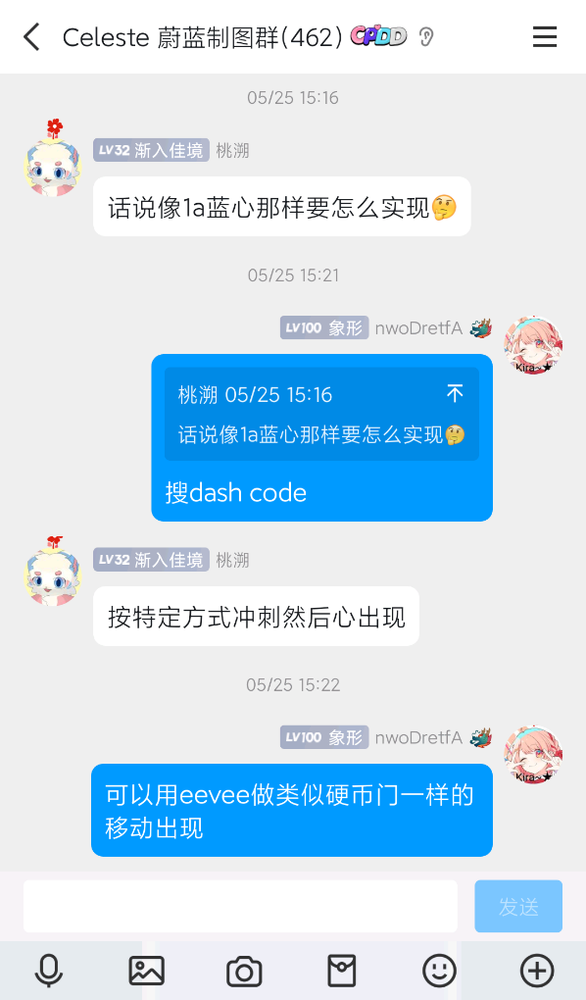 Celeste 蔚蓝制图群(462) CPDD
05/25 15:16
LV32 渐入佳境 桃溯
话说像1a蓝心那样要怎么实现🤔
05/25 15:21
LV100 象形 nwoDretfA
Kira~★
桃溯 05/25 15:16
话说像1a蓝心那样要怎么实现🤔
搜dash code
LV32 渐入佳境 桃溯
按特定方式冲刺然后心出现
05/25 15:22
LV100 象形 nwoDretfA
Kira~★
可以用eevee做类似硬币门一样的
移动出现
发送